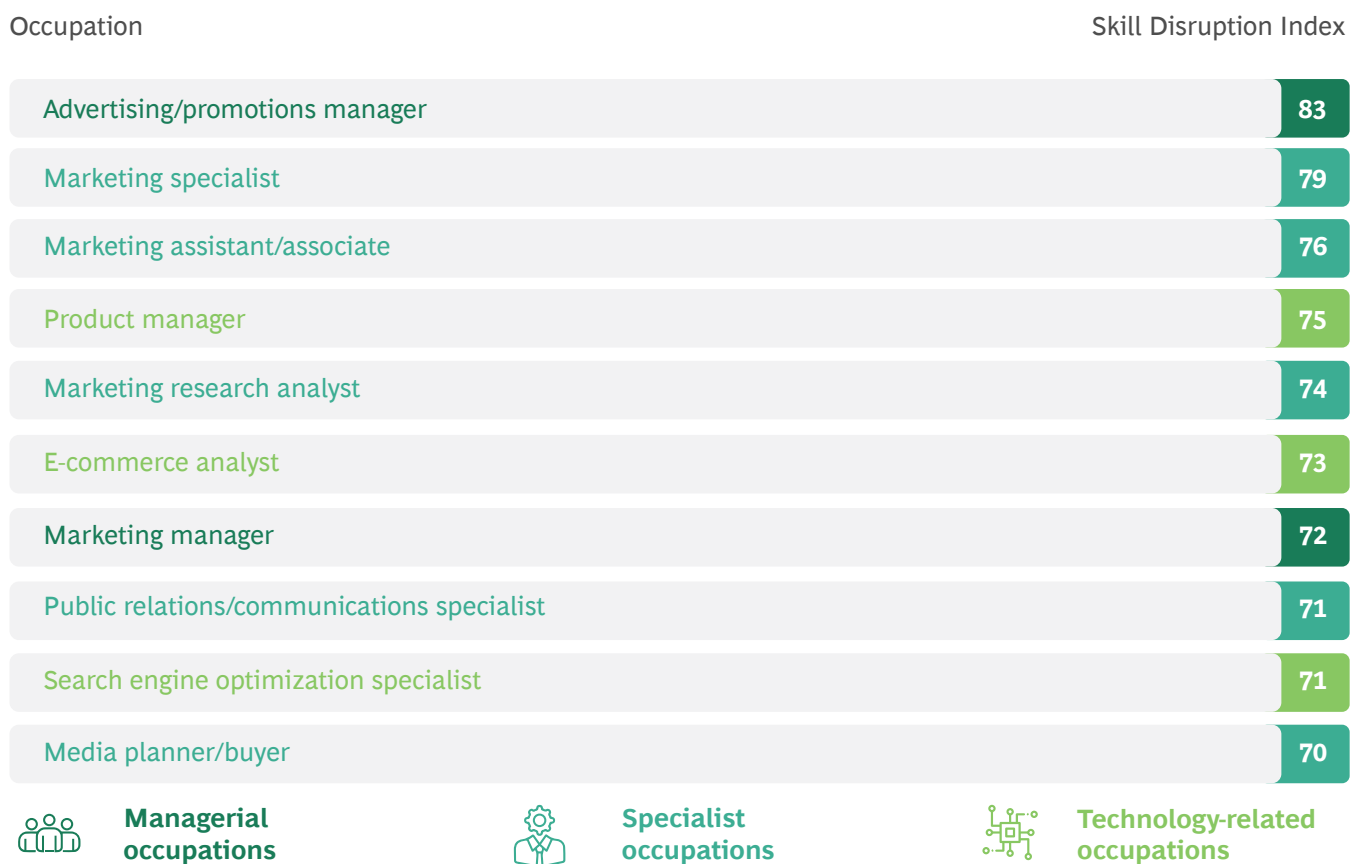 Occupation Skill Disruption Index
Advertising/promotions manager 83
Marketing specialist 79
Marketing assistant/associate 76
Product manager 75
Marketing research analyst 74
E-commerce analyst 73
Marketing manager 72
Public relations/communications specialist 71
Search engine optimization specialist 71
Media planner/buyer 70
Managerial
occupations
Specialist
occupations
Technology-related
occupations